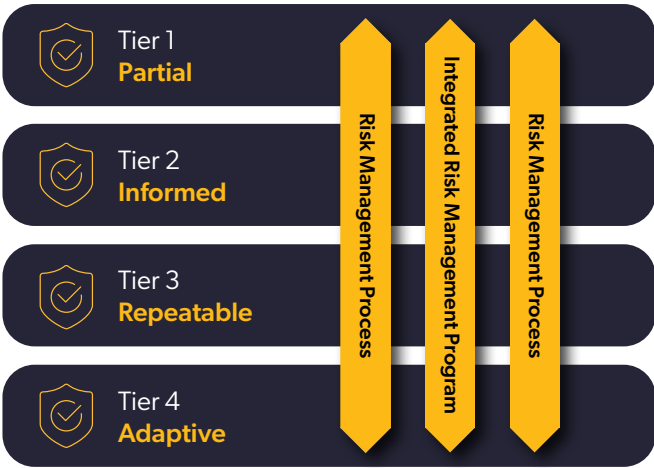 Tier 1
Partial
Tier 2
Informed
Tier 3
Repeatable
Tier 4
Adaptive
Risk Management Process
Integrated Risk Management Program
Risk Management Process